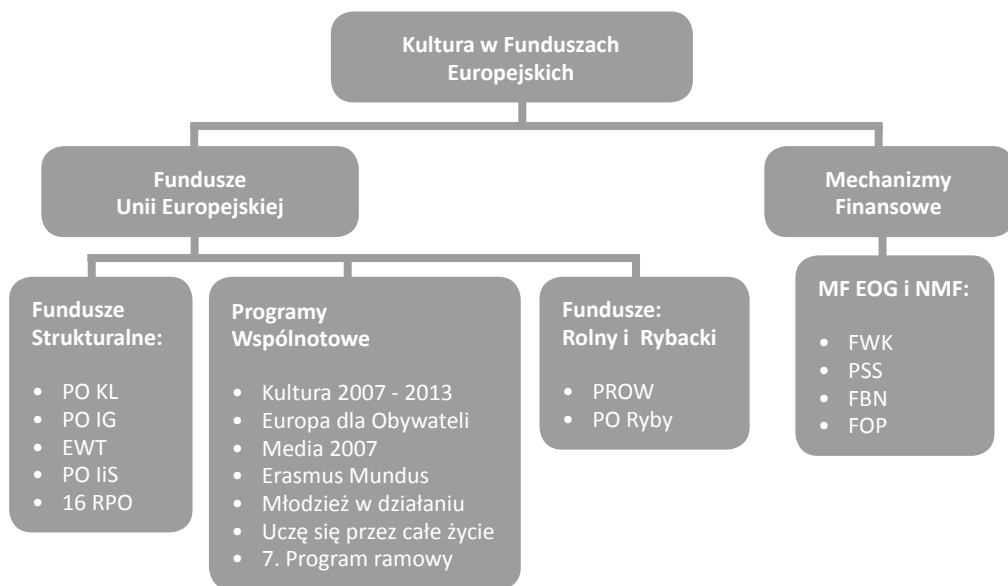 Kultura w Funduszach
Europejskich
Fundusze
Unii Europejskiej
Mechanizmy
Finansowe
Fundusze
Strukturalne:
• PO KL
• PO IG
• EWT
• PO IiS
• 16 RPO
Programy
Wspólnotowe
• Kultura 2007 - 2013
• Europa dla Obywateli
• Media 2007
• Erasmus Mundus
• Młodzież w działaniu
• Uczę się przez całe życie
• 7. Program ramowy
Fundusze:
Rolny i Rybacki
• PROW
• PO Ryby
MF EOG i NMF:
• FWK
• PSS
• FBN
• FOP